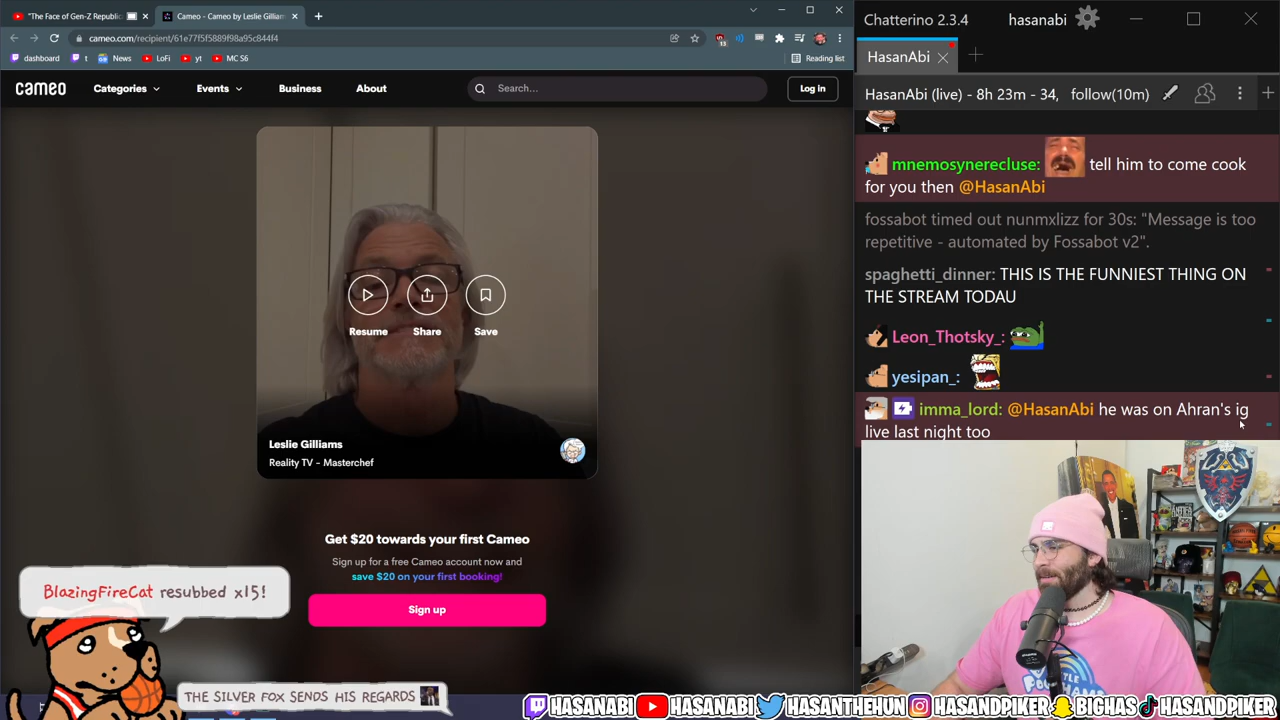 "The Face of Gen-Z Republic
Cameo - Cameo by Leslie Gilliam
cameo.com/recipient/61e77f5f5889f98a95c844f4
dashboard
t
News
LoFi
yt
MC S6
Reading list
cameo
Categories
Events
Business
About
Search...
Log in
Resume
Share
Save
Leslie Gilliams
Reality TV - Masterchef
Get $20 towards your first Cameo
Sign up for a free Cameo account now and
save $20 on your first booking!
Sign up
BlazingFireCat resubbed x15!
THE SILVER FOX SENDS HIS REGARDS
Chatterino 2.3.4
hasanabi
HasanAbi
HasanAbi (live) - 8h 23m - 34, follow(10m)
mnemosynerecluse: tell him to come cook
for you then @HasanAbi
fossabot timed out nunmxlizz for 30s: "Message is too
repetitive - automated by Fossabot v2".
spaghetti_dinner: THIS IS THE FUNNIEST THING ON
THE STREAM TODAU
Leon_Thotsky_:
yesipan_:
imma_lord: @HasanAbi he was on Ahran's ig
live last night too
HASANABI HASANABI HASANTHEHUN HASANDPIKER BIGHAS HASANDPIKER